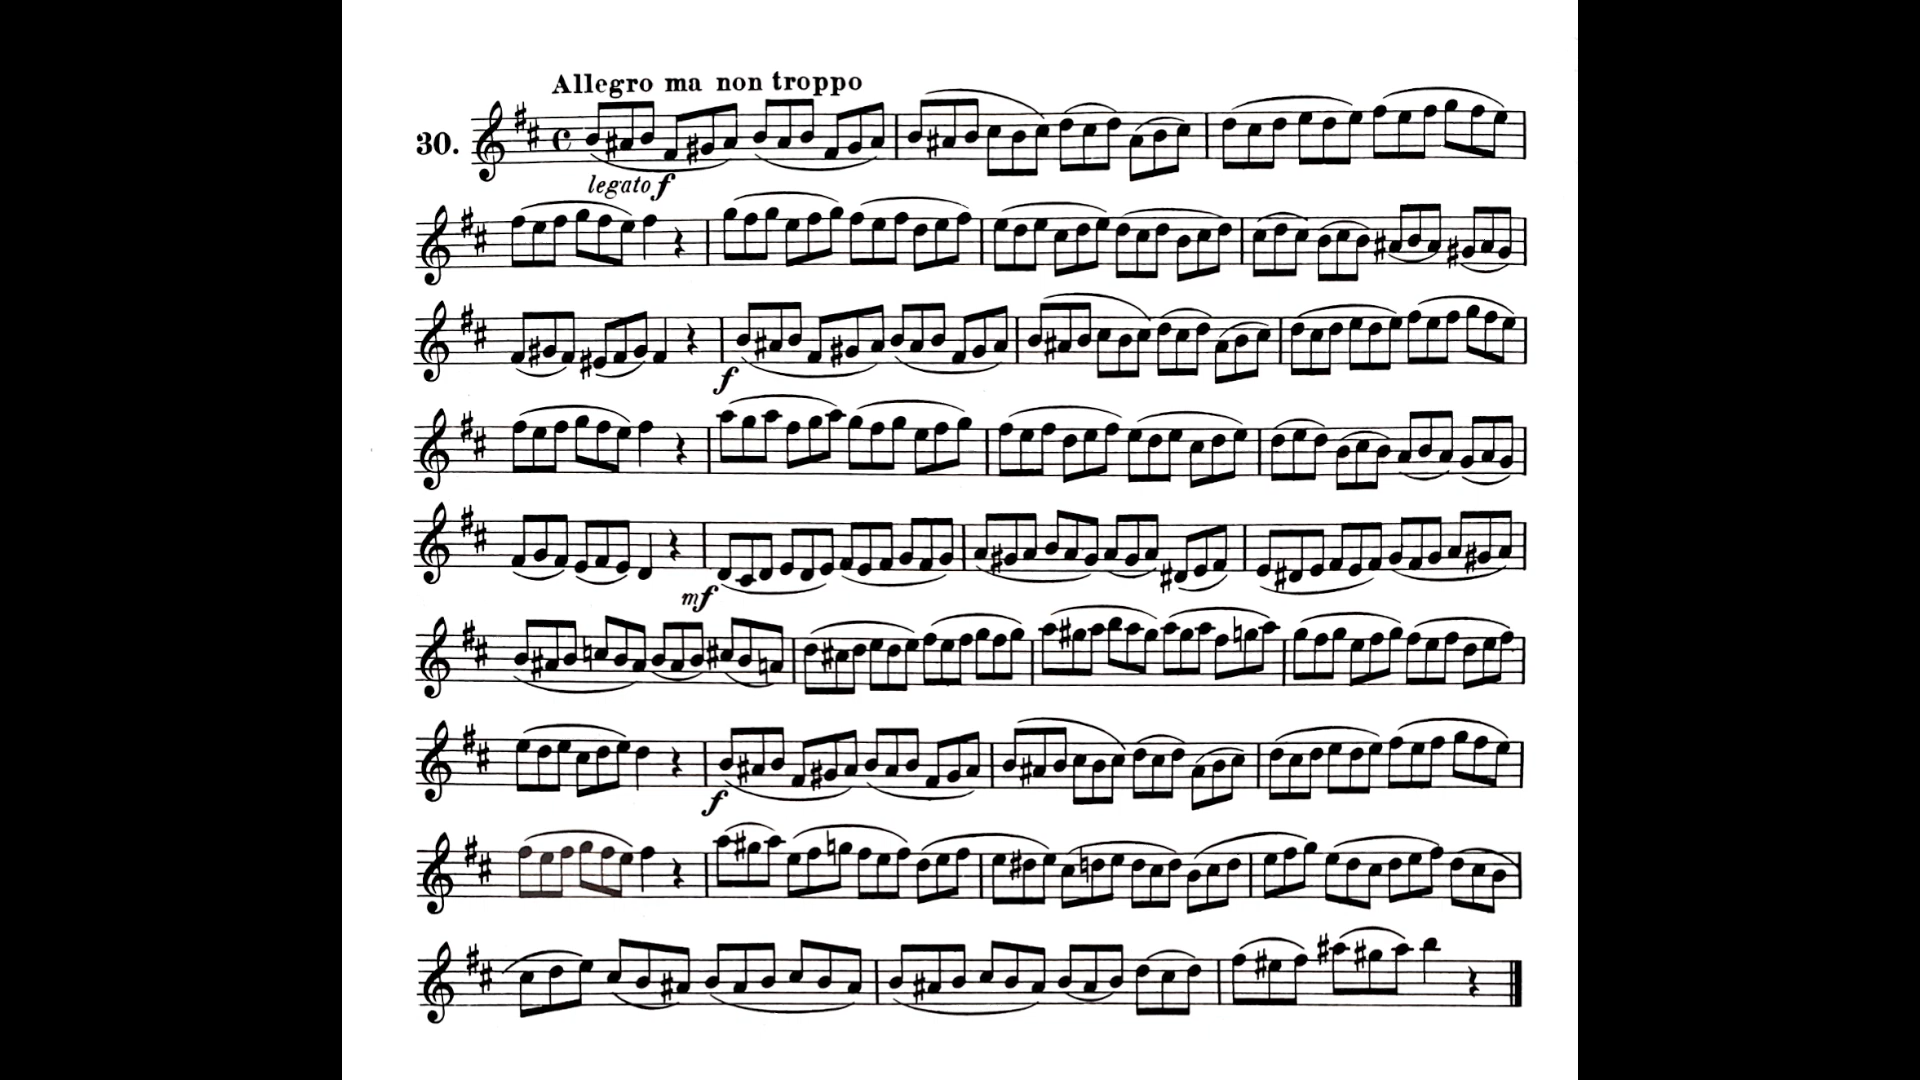 Allegro ma non troppo
30.
legato f
f
mf
f